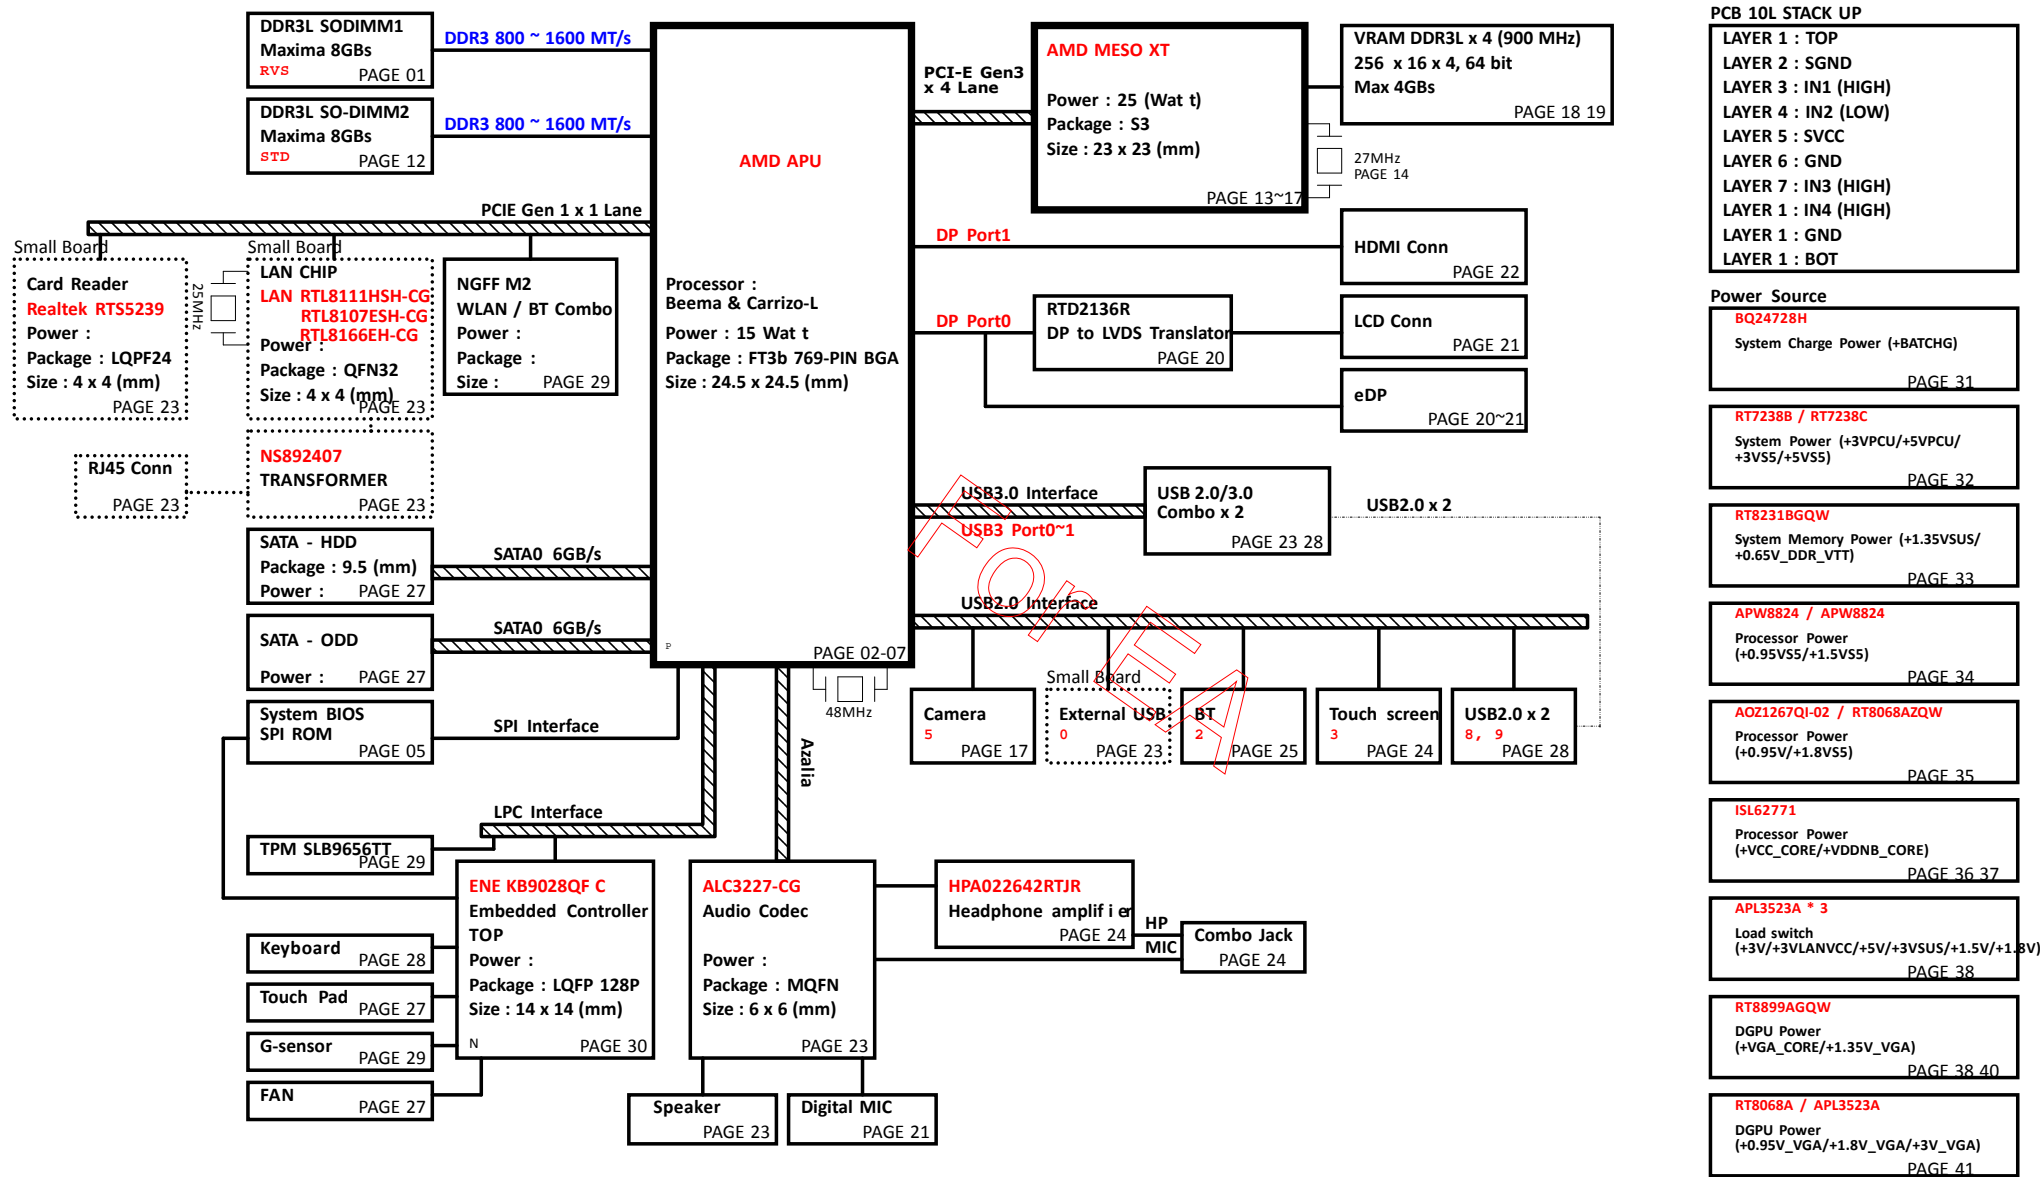 DDR3L SODIMM1
Maxima 8GBs
RVS
PAGE 01
DDR3 800 ~ 1600 MT/s
DDR3L SO-DIMM2
Maxima 8GBs
STD
PAGE 12
DDR3 800 ~ 1600 MT/s
PCIE Gen 1 x 1 Lane
Small Board
Card Reader
Realtek RTS5239
Power :
Package : LQPF24
Size : 4 x 4 (mm)
PAGE 23
25MHz
Small Board
LAN CHIP
LAN RTL8111HSH-CG
RTL8107ESH-CG
RTL8166EH-CG
Power :
Package : QFN32
Size : 4 x 4 (mm)
PAGE 23
NGFF M2
WLAN / BT Combo
Power :
Package :
Size :
PAGE 29
RJ45 Conn
PAGE 23
NS892407
TRANSFORMER
PAGE 23
SATA - HDD
Package : 9.5 (mm)
Power :
PAGE 27
SATA0 6GB/s
SATA - ODD
Power :
PAGE 27
SATA0 6GB/s
System BIOS
SPI ROM
PAGE 05
SPI Interface
LPC Interface
TPM SLB9656TT
PAGE 29
Keyboard
PAGE 28
Touch Pad
PAGE 27
G-sensor
PAGE 29
FAN
PAGE 27
ENE KB9028QF C
Embedded Controller
TOP
Power :
Package : LQFP 128P
Size : 14 x 14 (mm)
N
PAGE 30
AMD APU
Processor :
Beema & Carrizo-L
Power : 15 Wat t
Package : FT3b 769-PIN BGA
Size : 24.5 x 24.5 (mm)
P
PAGE 02-07
48MHz
Azalia
ALC3227-CG
Audio Codec
Power :
Package : MQFN
Size : 6 x 6 (mm)
PAGE 23
Speaker
PAGE 23
Digital MIC
PAGE 21
HPA022642RTJR
Headphone amplif i er
PAGE 24
HP
MIC
Combo Jack
PAGE 24
PCI-E Gen3
x 4 Lane
AMD MESO XT
Power : 25 (Wat t)
Package : S3
Size : 23 x 23 (mm)
PAGE 13~17
VRAM DDR3L x 4 (900 MHz)
256 x 16 x 4, 64 bit
Max 4GBs
PAGE 18 19
27MHz
PAGE 14
DP Port1
HDMI Conn
PAGE 22
DP Port0
RTD2136R
DP to LVDS Translator
PAGE 20
LCD Conn
PAGE 21
eDP
PAGE 20~21
USB3.0 Interface
USB3 Port0~1
USB 2.0/3.0
Combo x 2
PAGE 23 28
USB2.0 x 2
USB2.0 Interface
For EA
Camera
5
PAGE 17
Small Board
External USB
0
PAGE 23
BT
2
PAGE 25
Touch screen
3
PAGE 24
USB2.0 x 2
8, 9
PAGE 28
PCB 10L STACK UP
LAYER 1 : TOP
LAYER 2 : SGND
LAYER 3 : IN1 (HIGH)
LAYER 4 : IN2 (LOW)
LAYER 5 : SVCC
LAYER 6 : GND
LAYER 7 : IN3 (HIGH)
LAYER 1 : IN4 (HIGH)
LAYER 1 : GND
LAYER 1 : BOT
Power Source
BQ24728H
System Charge Power (+BATCHG)
PAGE 31
RT7238B / RT7238C
System Power (+3VPCU/+5VPCU/
+3VS5/+5VS5)
PAGE 32
RT8231BGQW
System Memory Power (+1.35VSUS/
+0.65V_DDR_VTT)
PAGE 33
APW8824 / APW8824
Processor Power
(+0.95VS5/+1.5VS5)
PAGE 34
AOZ1267QI-02 / RT8068AZQW
Processor Power
(+0.95V/+1.8VS5)
PAGE 35
ISL62771
Processor Power
(+VCC_CORE/+VDDNB_CORE)
PAGE 36 37
APL3523A * 3
Load switch
(+3V/+3VLANVCC/+5V/+3VSUS/+1.5V/+1.8V)
PAGE 38
RT8899AGQW
DGPU Power
(+VGA_CORE/+1.35V_VGA)
PAGE 38 40
RT8068A / APL3523A
DGPU Power
(+0.95V_VGA/+1.8V_VGA/+3V_VGA)
PAGE 41